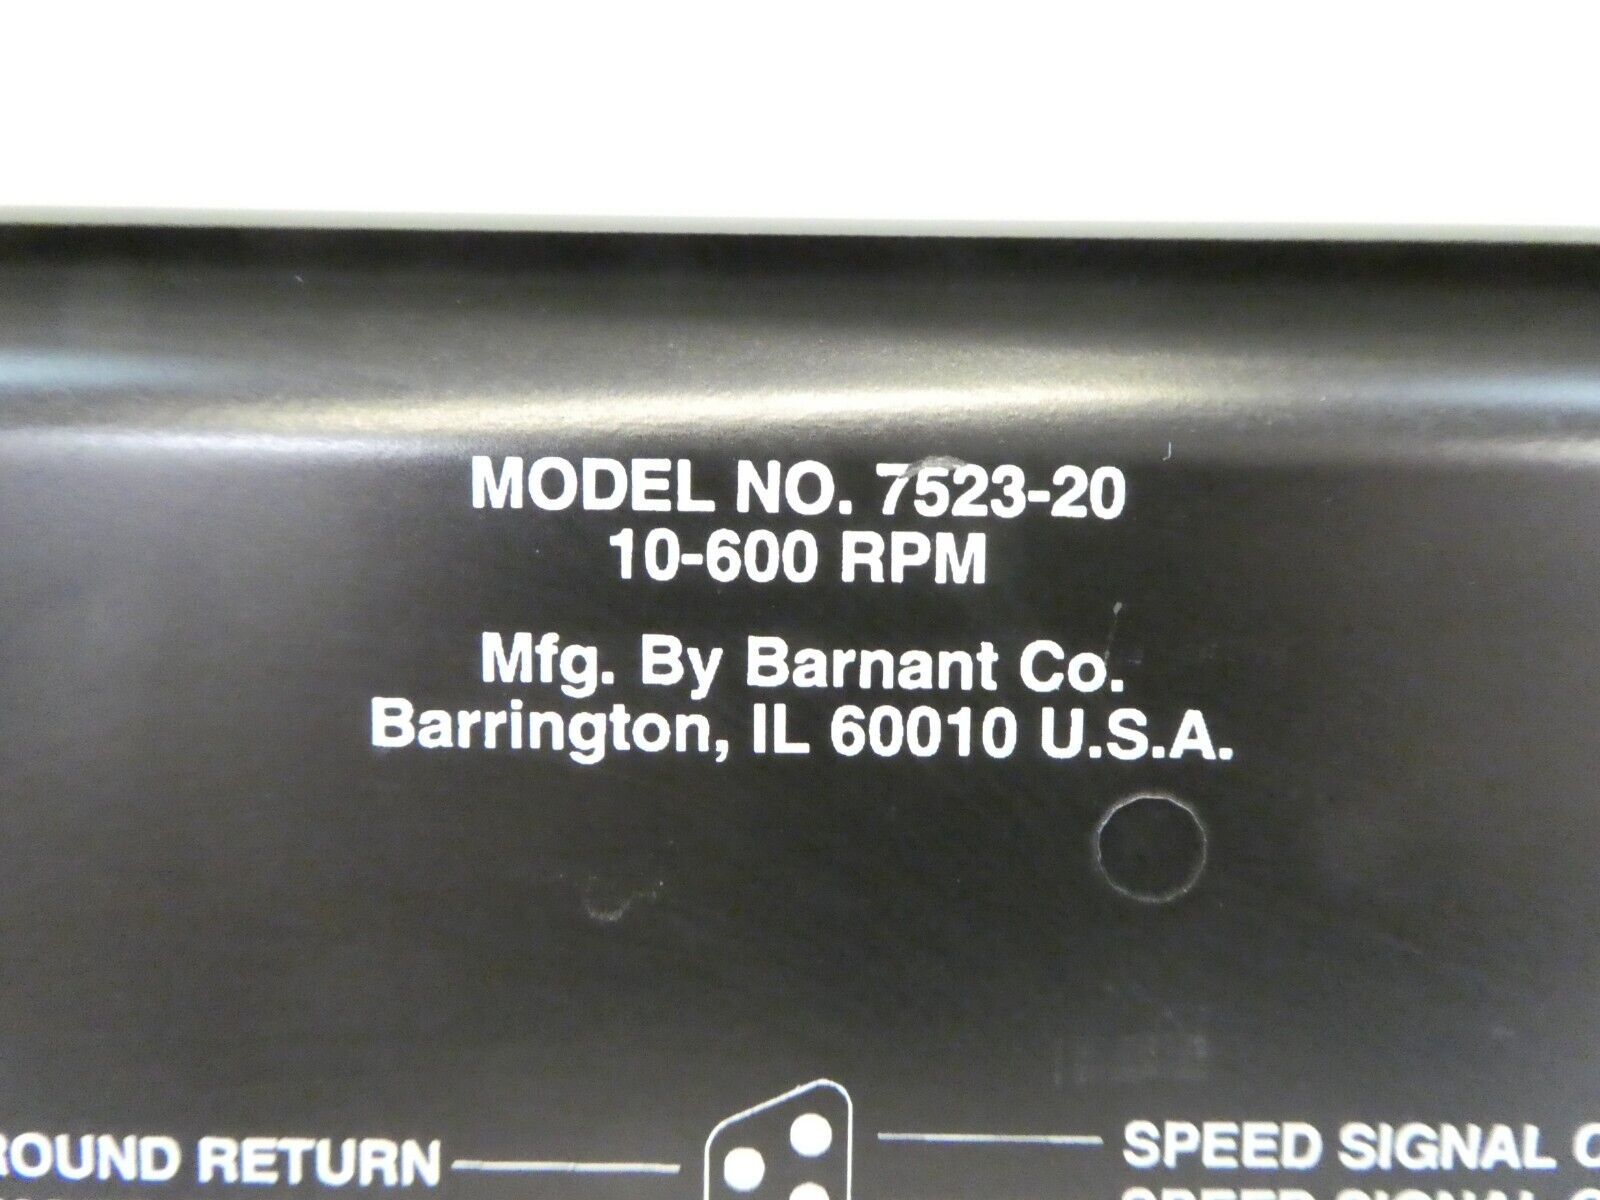 MODEL NO. 7523-20
10-600 RPM
Mfg. By Barnant Co.
Barrington, IL 60010 U.S.A.
ROUND RETURN
SPEED SIGNAL